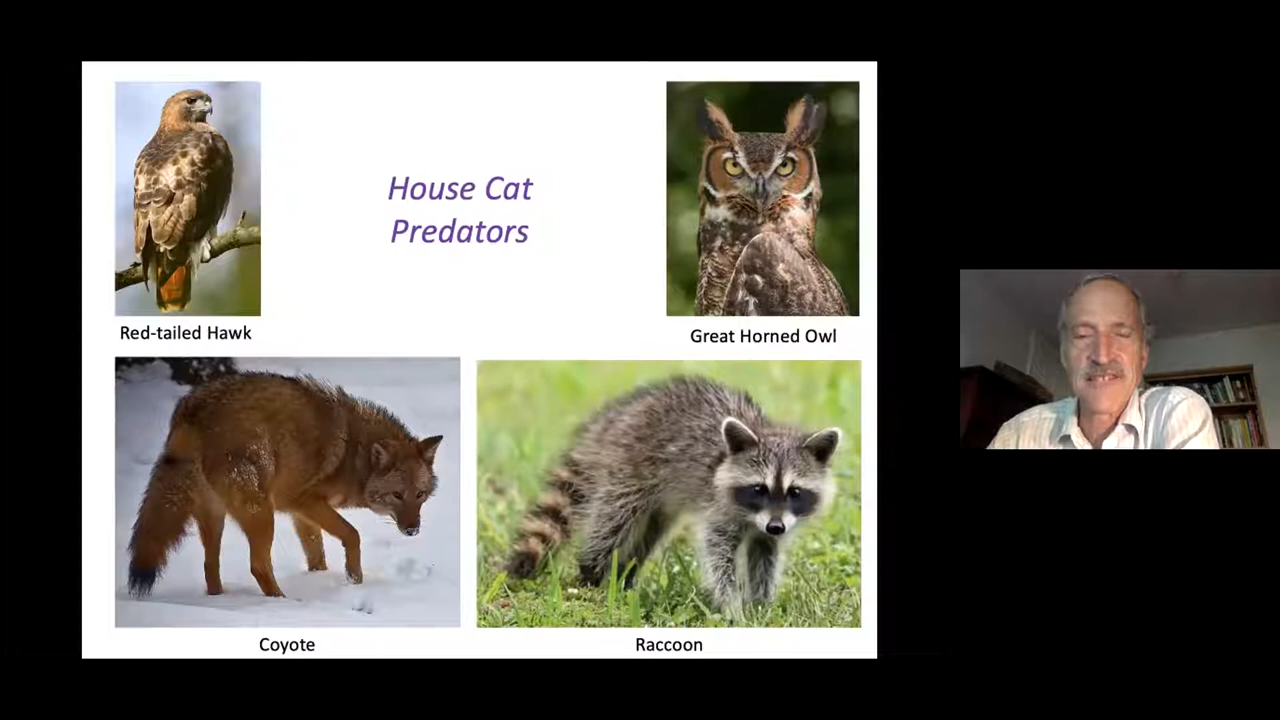 House Cat
Predators
Red-tailed Hawk
Great Horned Owl
Coyote
Raccoon